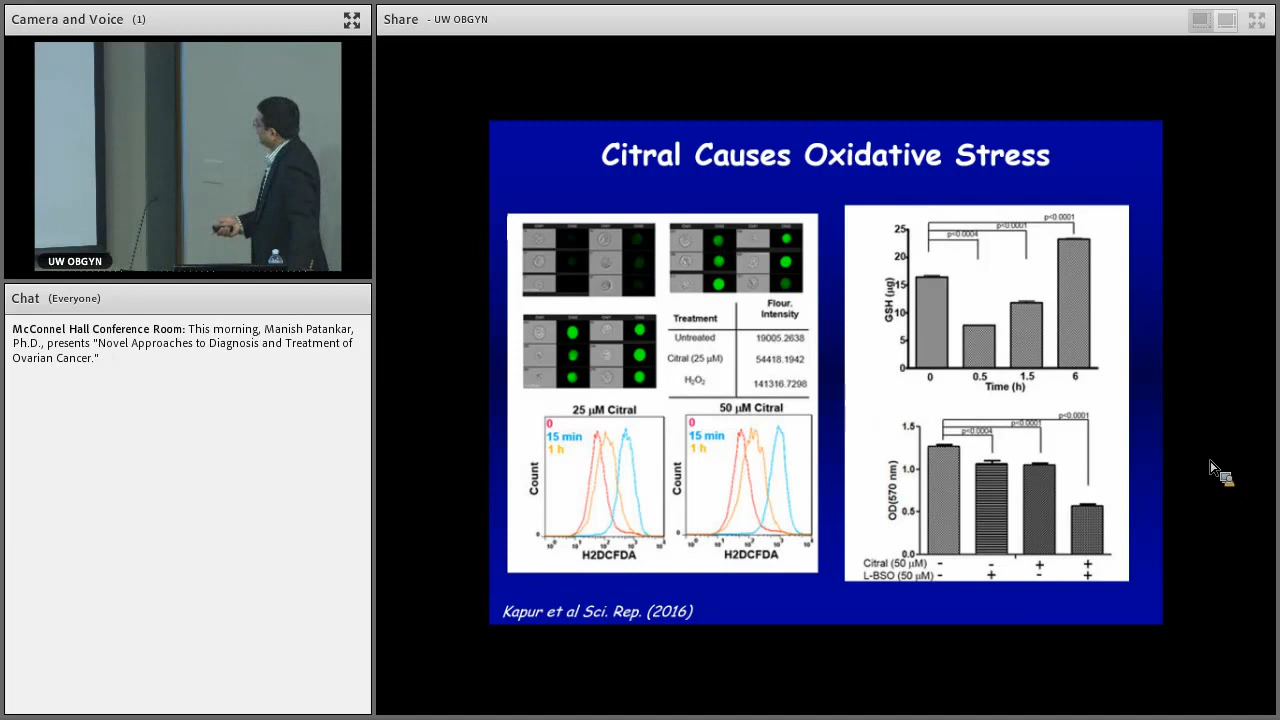 Camera and Voice (1)
UW OBGYN
Chat (Everyone)
McConnel Hall Conference Room: This morning, Manish Patankar,
Ph.D., presents "Novel Approaches to Diagnosis and Treatment of
Ovarian Cancer."
Share - UW OBGYN
Citral Causes Oxidative Stress
Treatment Flour. Intensity
Untreated 19005.2638
Citral (25 μM) 54418.1942
H2O2 141316.7298
25 μM Citral
0
15 min
1 h
Count
0
H2DCFDA
50 μM Citral
0
15 min
1 h
Count
0
H2DCFDA
p<0.0001
p<0.0001
p<0.0004
GSH (μg)
25
20
15
10
5
0
0 0.5 1.5 6
Time (h)
p<0.0001
p<0.0001
p<0.0004
OD(570 nm)
1.5
1.0
0.5
0.0
Citral (50 μM) - - + +
L-BSO (50 μM) - + - +
Kapur et al Sci. Rep. (2016)